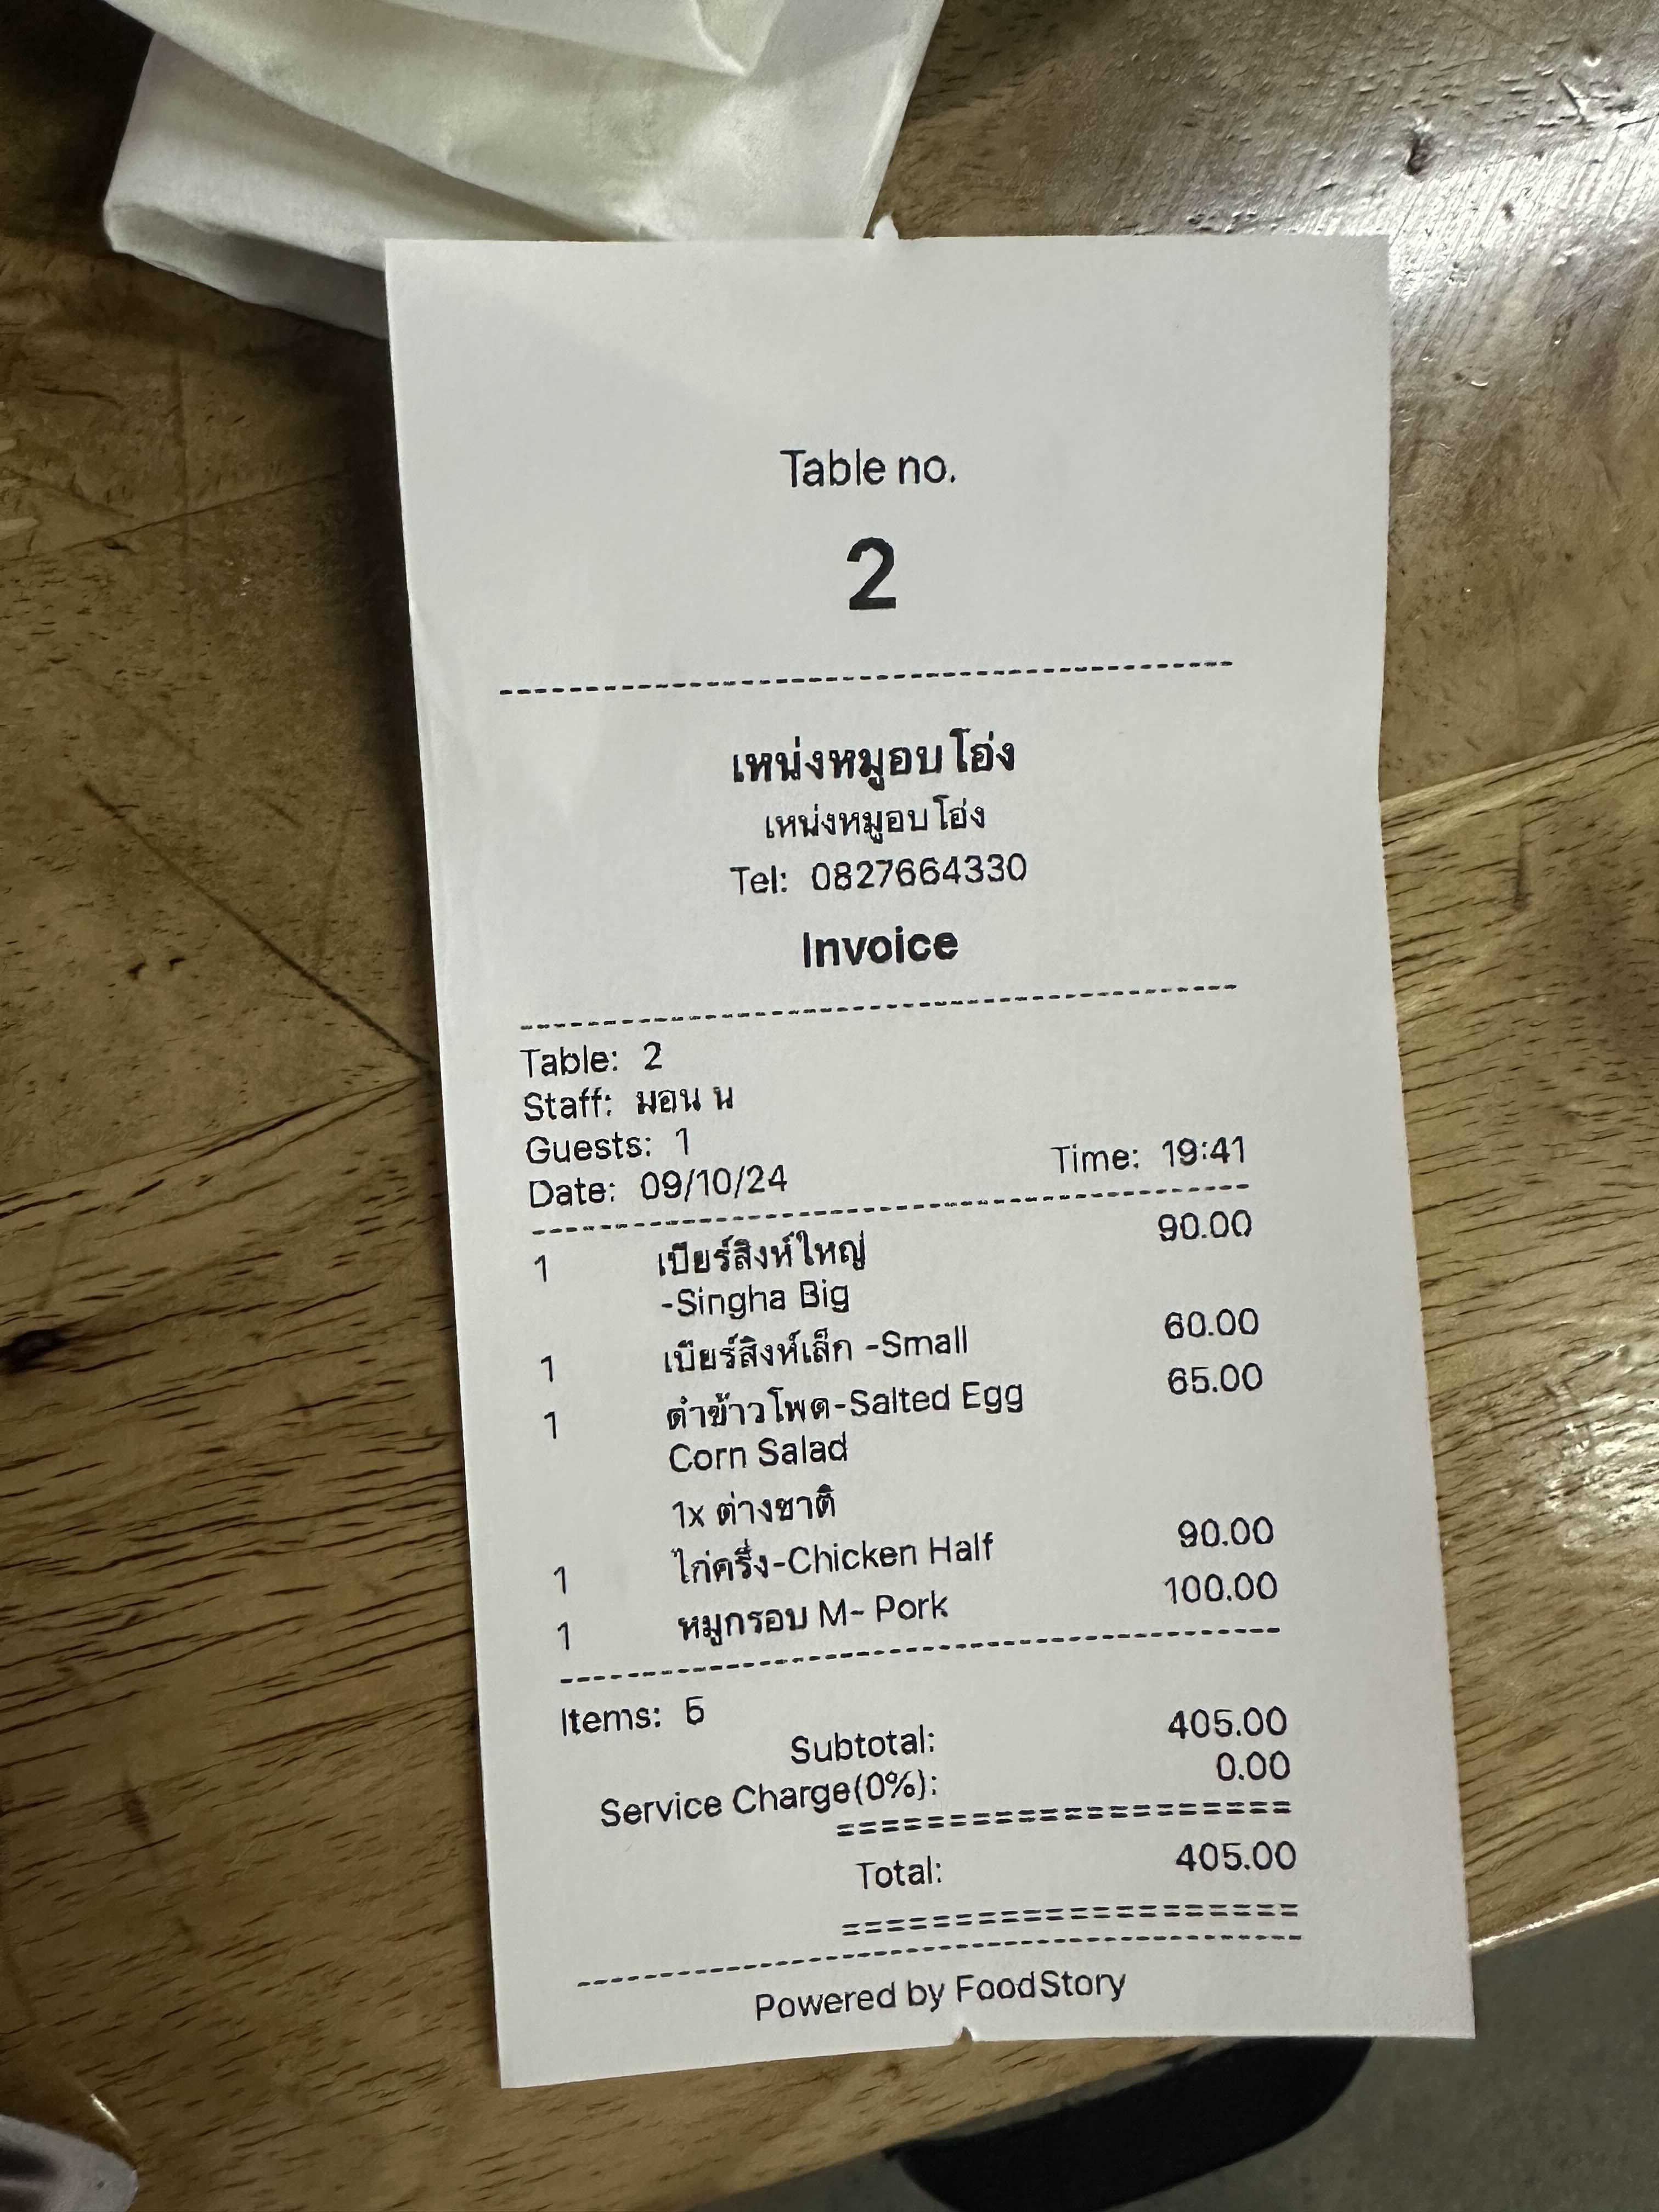 Table no.
2
เหน่งหมูอบโอ่ง
เหน่งหมูอบโอ่ง
Tel: 0827664330
Invoice
Table: 2
Staff: มอน น
Guests: 1
Date: 09/10/24 Time: 19:41
1 เบียร์สิงห์ใหญ่ 90.00
-Singha Big
1 เบียร์สิงห์เล็ก -Small 60.00
1 ตำข้าวโพด-Salted Egg 65.00
Corn Salad
1x ต่างชาติ
1 ไก่ครึ่ง-Chicken Half 90.00
1 หมูกรอบ M- Pork 100.00
Items: 5
Subtotal: 405.00
Service Charge(0%): 0.00
====================
Total: 405.00
====================
Powered by FoodStory